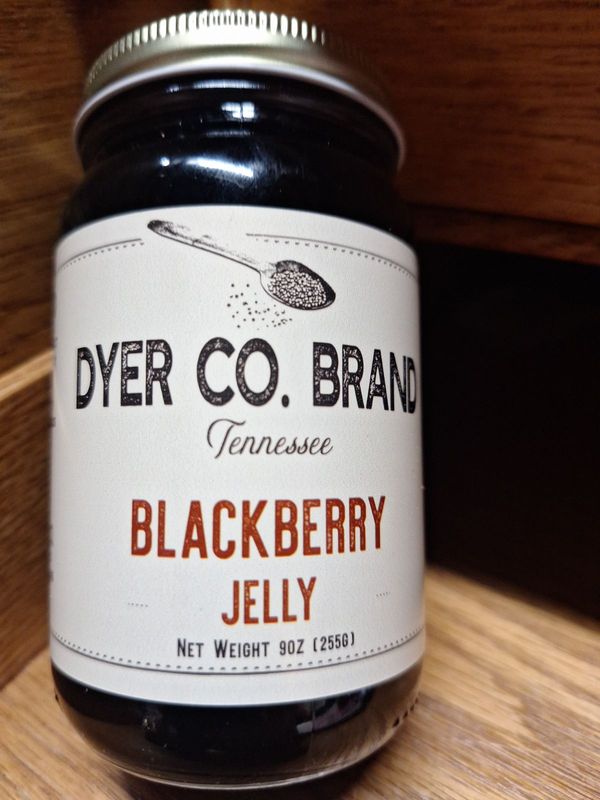 DYER CO. BRAND
Tennessee
BLACKBERRY
JELLY
NET WEIGHT 9OZ (255G)